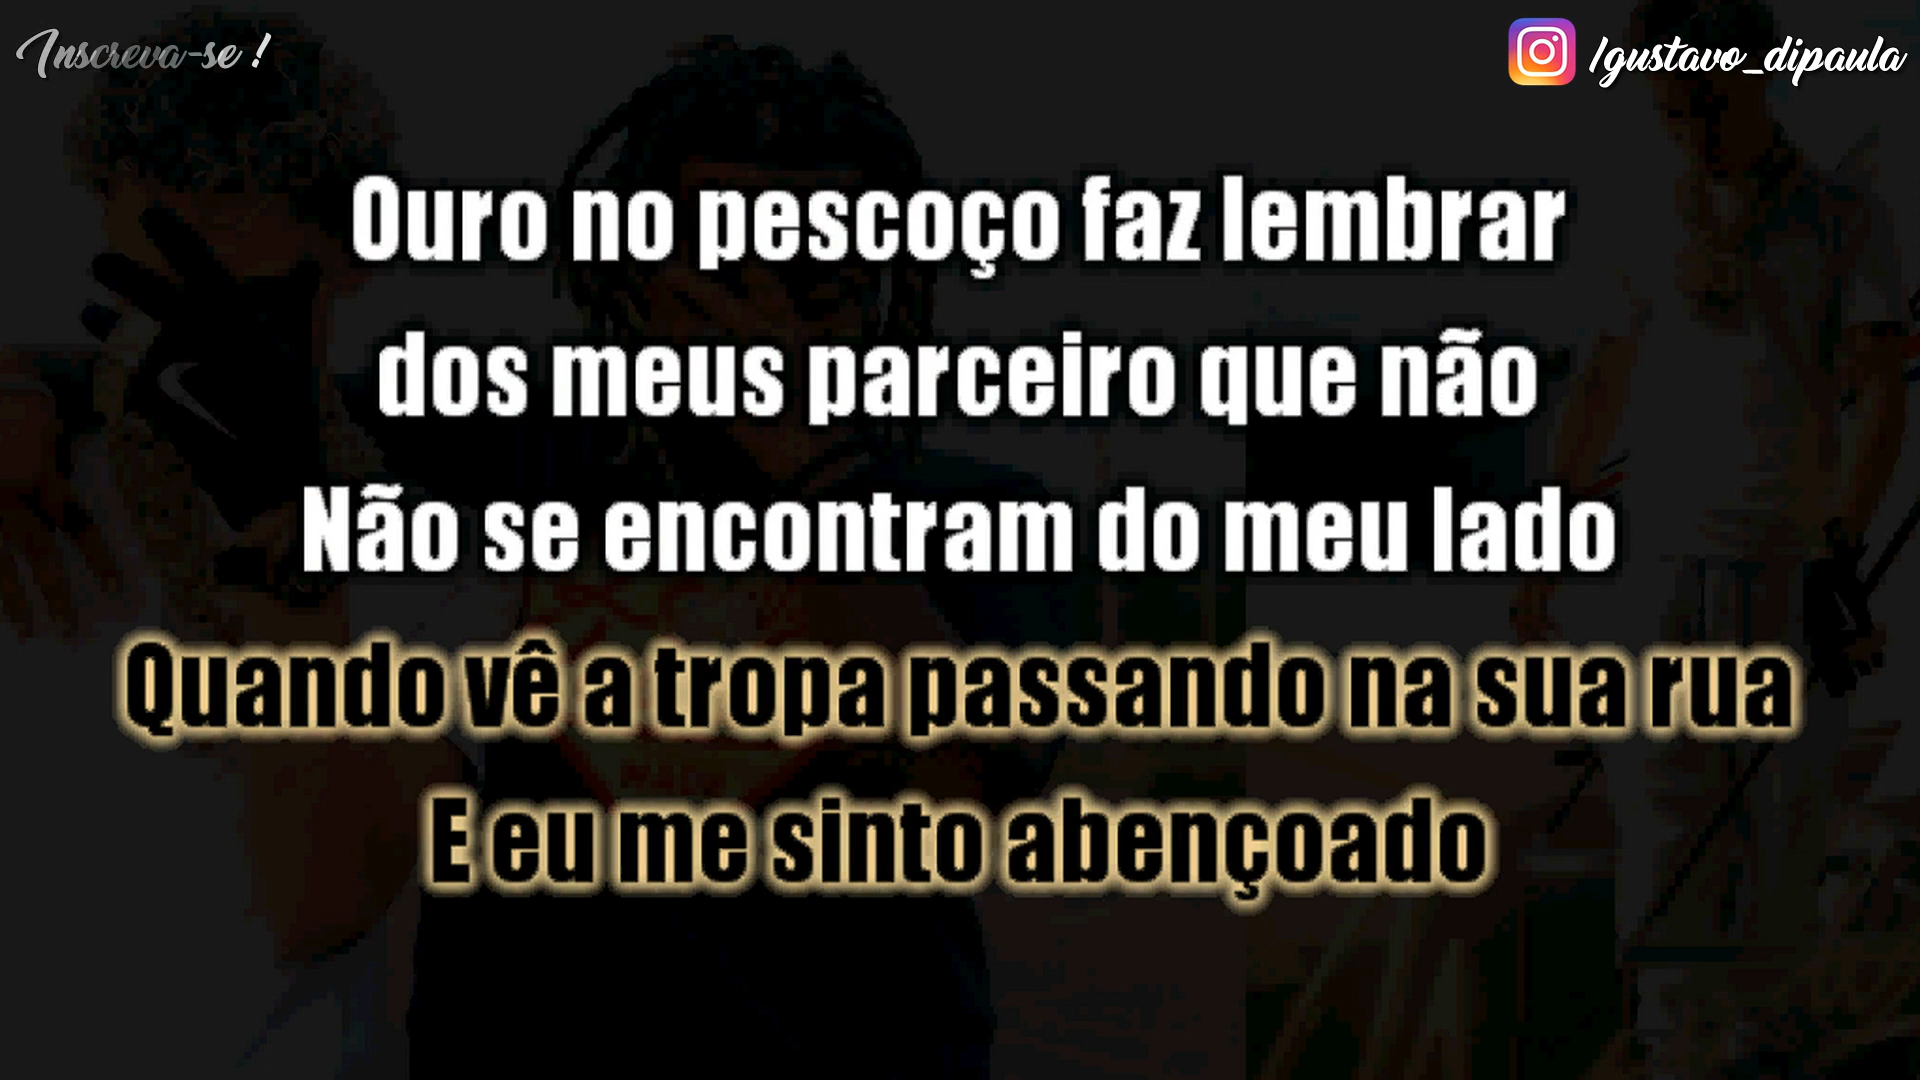 Inscreva-se !
/gustavo_dipaula
Ouro no pescoço faz lembrar
dos meus parceiro que não
Não se encontram do meu lado
Quando vê a tropa passando na sua rua
E eu me sinto abençoado